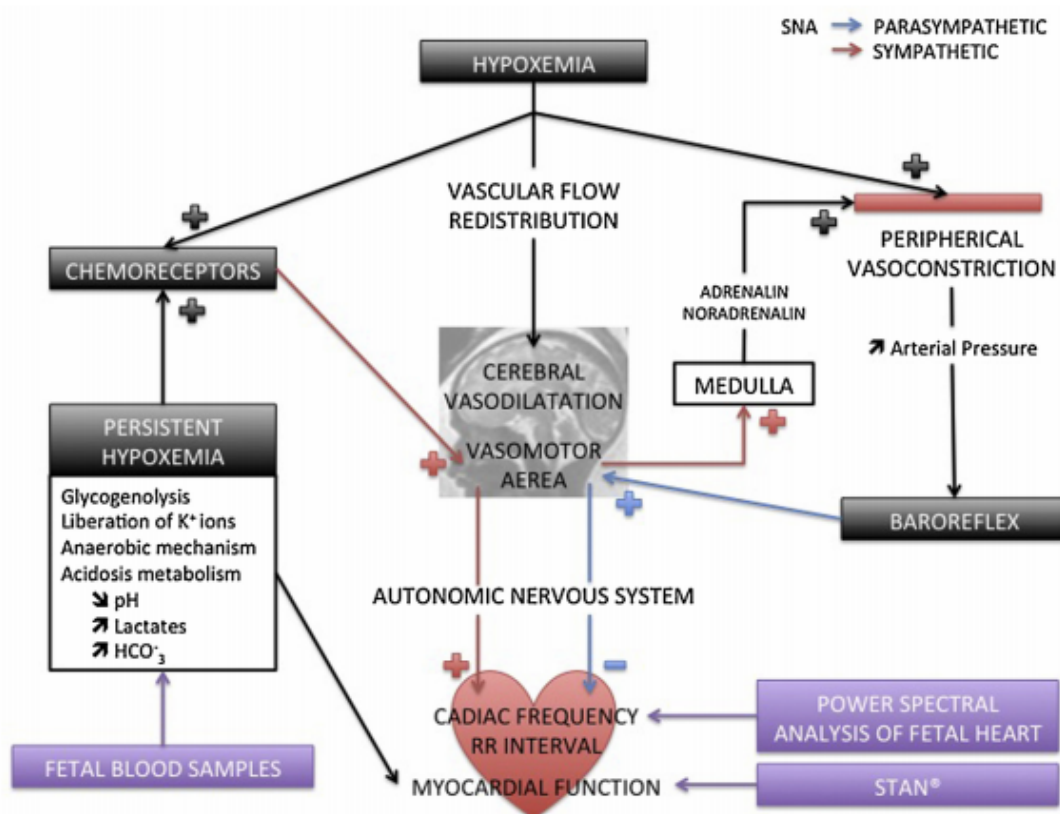 SNA PARASYMPATHETIC
SYMPATHETIC
HYPOXEMIA
VASCULAR FLOW
REDISTRIBUTION
PERIPHERICAL
VASOCONSTRICTION
CHEMORECEPTORS
ADRENALIN
NORADRENALIN
Arterial Pressure
CEREBRAL
VASODILATATION
MEDULLA
VASOMOTOR
AEREA
PERSISTENT
HYPOXEMIA
Glycogenolysis
Liberation of K⁺ ions
Anaerobic mechanism
Acidosis metabolism
↘ pH
↗ Lactates
↗ HCO⁻₃
BAROREFLEX
AUTONOMIC NERVOUS SYSTEM
CADIAC FREQUENCY
RR INTERVAL
MYOCARDIAL FUNCTION
POWER SPECTRAL
ANALYSIS OF FETAL HEART
FETAL BLOOD SAMPLES
STAN®